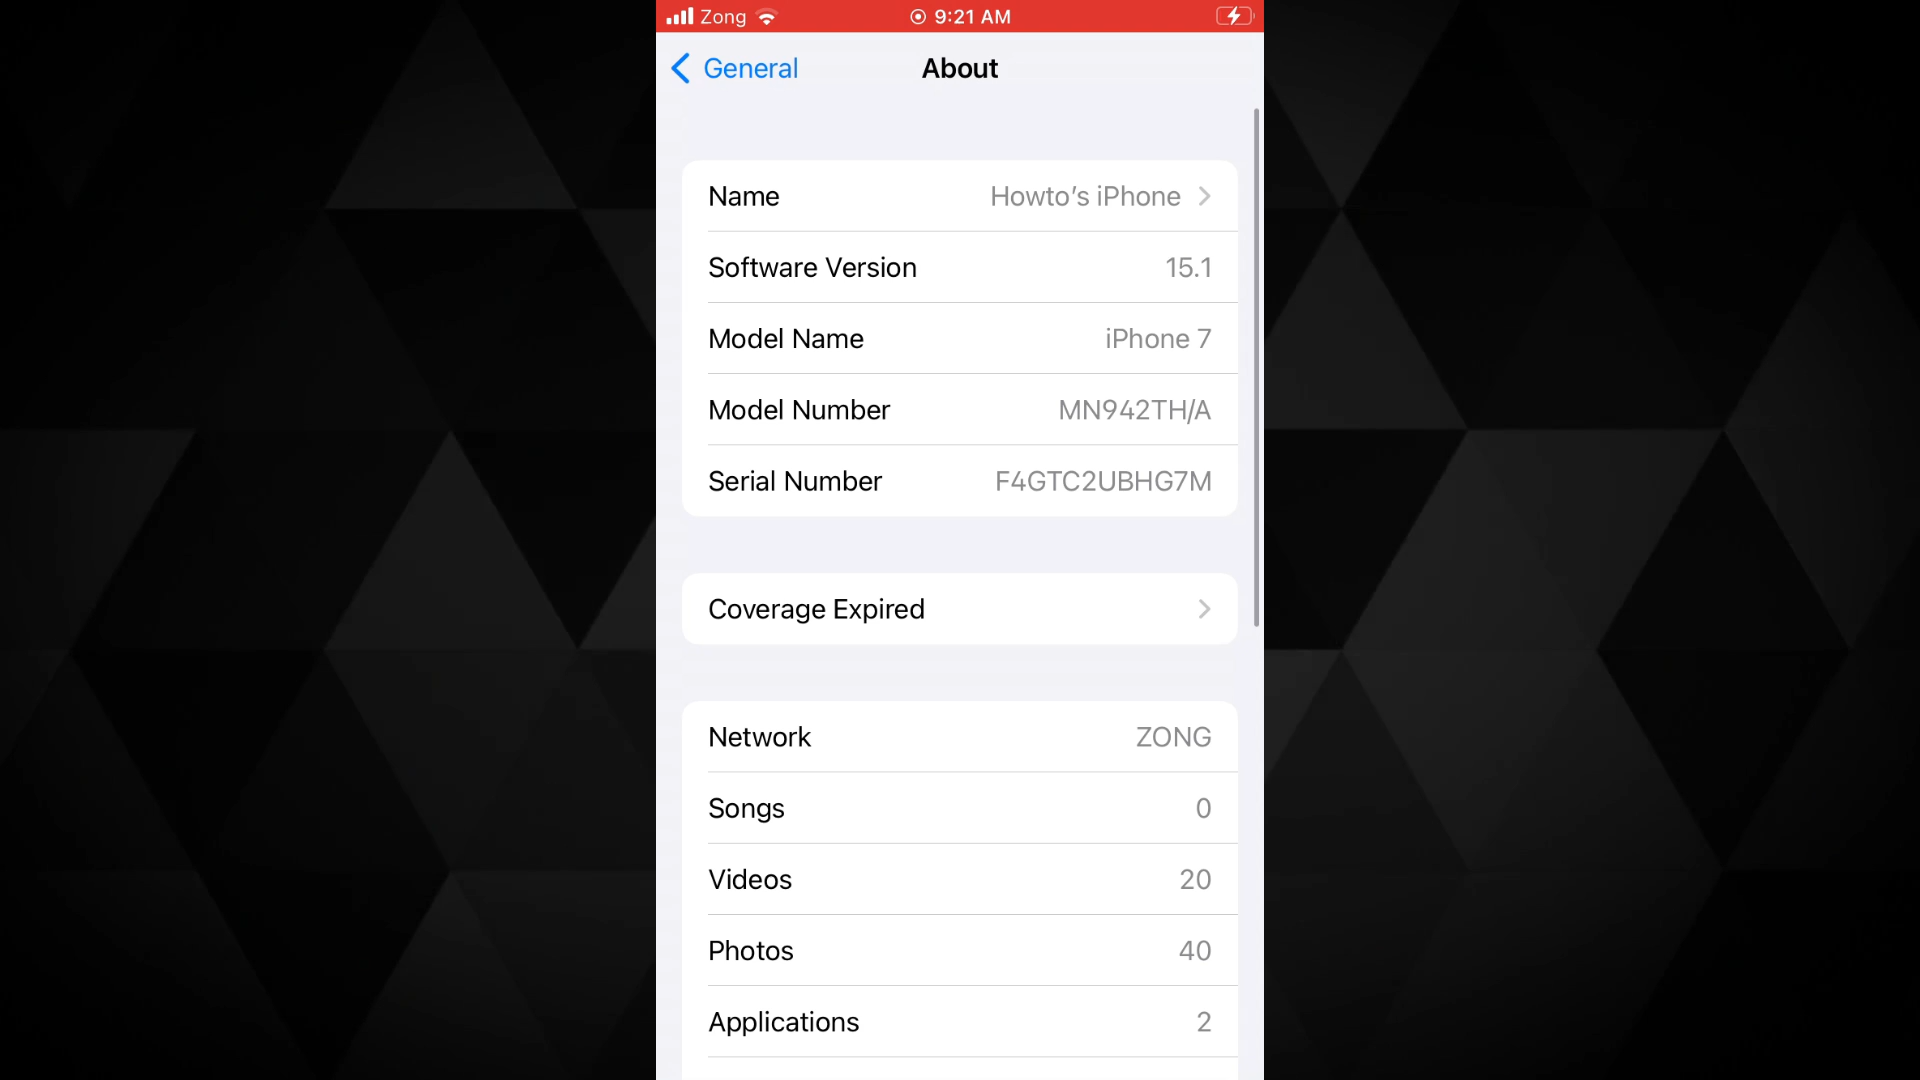 Zong 9:21 AM
General About
Name Howto’s iPhone
Software Version 15.1
Model Name iPhone 7
Model Number MN942TH/A
Serial Number F4GTC2UBHG7M
Coverage Expired
Network ZONG
Songs 0
Videos 20
Photos 40
Applications 2